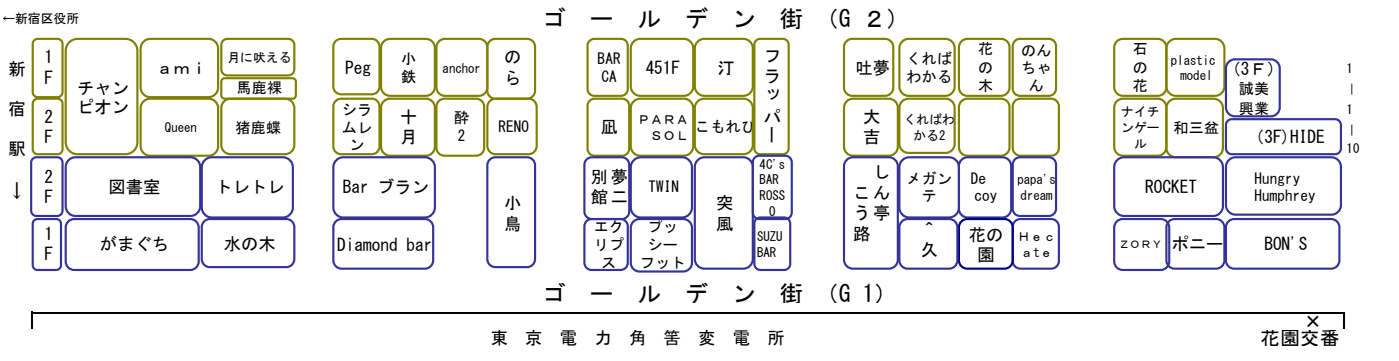 ←新宿区役所
ゴールデン街(G 2)
新宿駅↓
1F
チャンピオン
ami
月に吠える
馬鹿裸
Peg
小鉄
anchor
のら
BAR CA
451F
汀
フラッパー
吐夢
くればわかる
花の木
のんちゃん
石の花
plastic model
(3F)誠美興業
1-1-10
2F
Queen
猪鹿蝶
シラムレン
十月
酔2
RENO
凪
PARA SOL
こもれび
大吉
くればわかる2
ナイチンゲール
和三盆
(3F)HIDE
2F
図書室
トレトレ
Bar ブラン
小鳥
別館夢二
TWIN
突風
4C's BAR ROSSO
しん亭こう路
メガンテ
De coy
papa's dream
ROCKET
Hungry Humphrey
1F
がまぐち
水の木
Diamond bar
エクリプス
プッシーフット
SUZU BAR
^久
花の園
Hecate
ZORY
ポニー
BON'S
ゴールデン街(G 1)
東京電力角筈変電所
×
花園交番